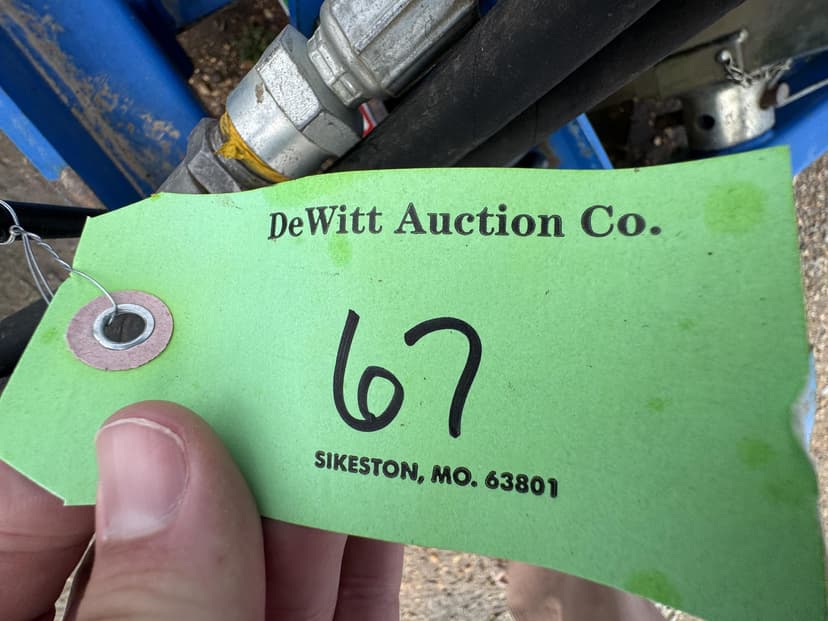 DeWitt Auction Co.
67
SIKESTON, MO. 63801